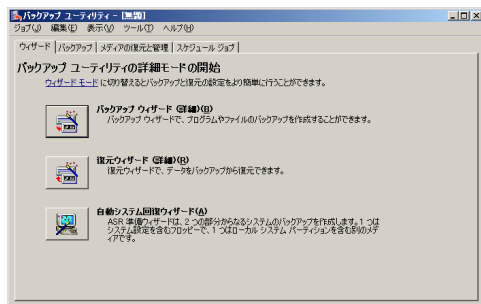 バックアップ ユーティリティ - [無題]
ジョブ(J) 編集(E) 表示(V) ツール(T) ヘルプ(H)
ウィザード バックアップ メディアの復元と管理 スケジュール ジョブ
バックアップ ユーティリティの詳細モードの開始
ウィザード モード に切り替えるとバックアップと復元の設定をより簡単に行うことができます。
バックアップ ウィザード (詳細)(B)
バックアップ ウィザードで、プログラムやファイルのバックアップを作成することができます。
復元ウィザード (詳細)(R)
復元ウィザードで、データをバックアップから復元できます。
自動システム回復ウィザード(A)
ASR 準備ウィザードは、2 つの部分からなるシステムのバックアップを作成します。1 つは
システム設定を含むフロッピーで、1 つはローカル システム パーティションを含む別のメデ
ィアです。